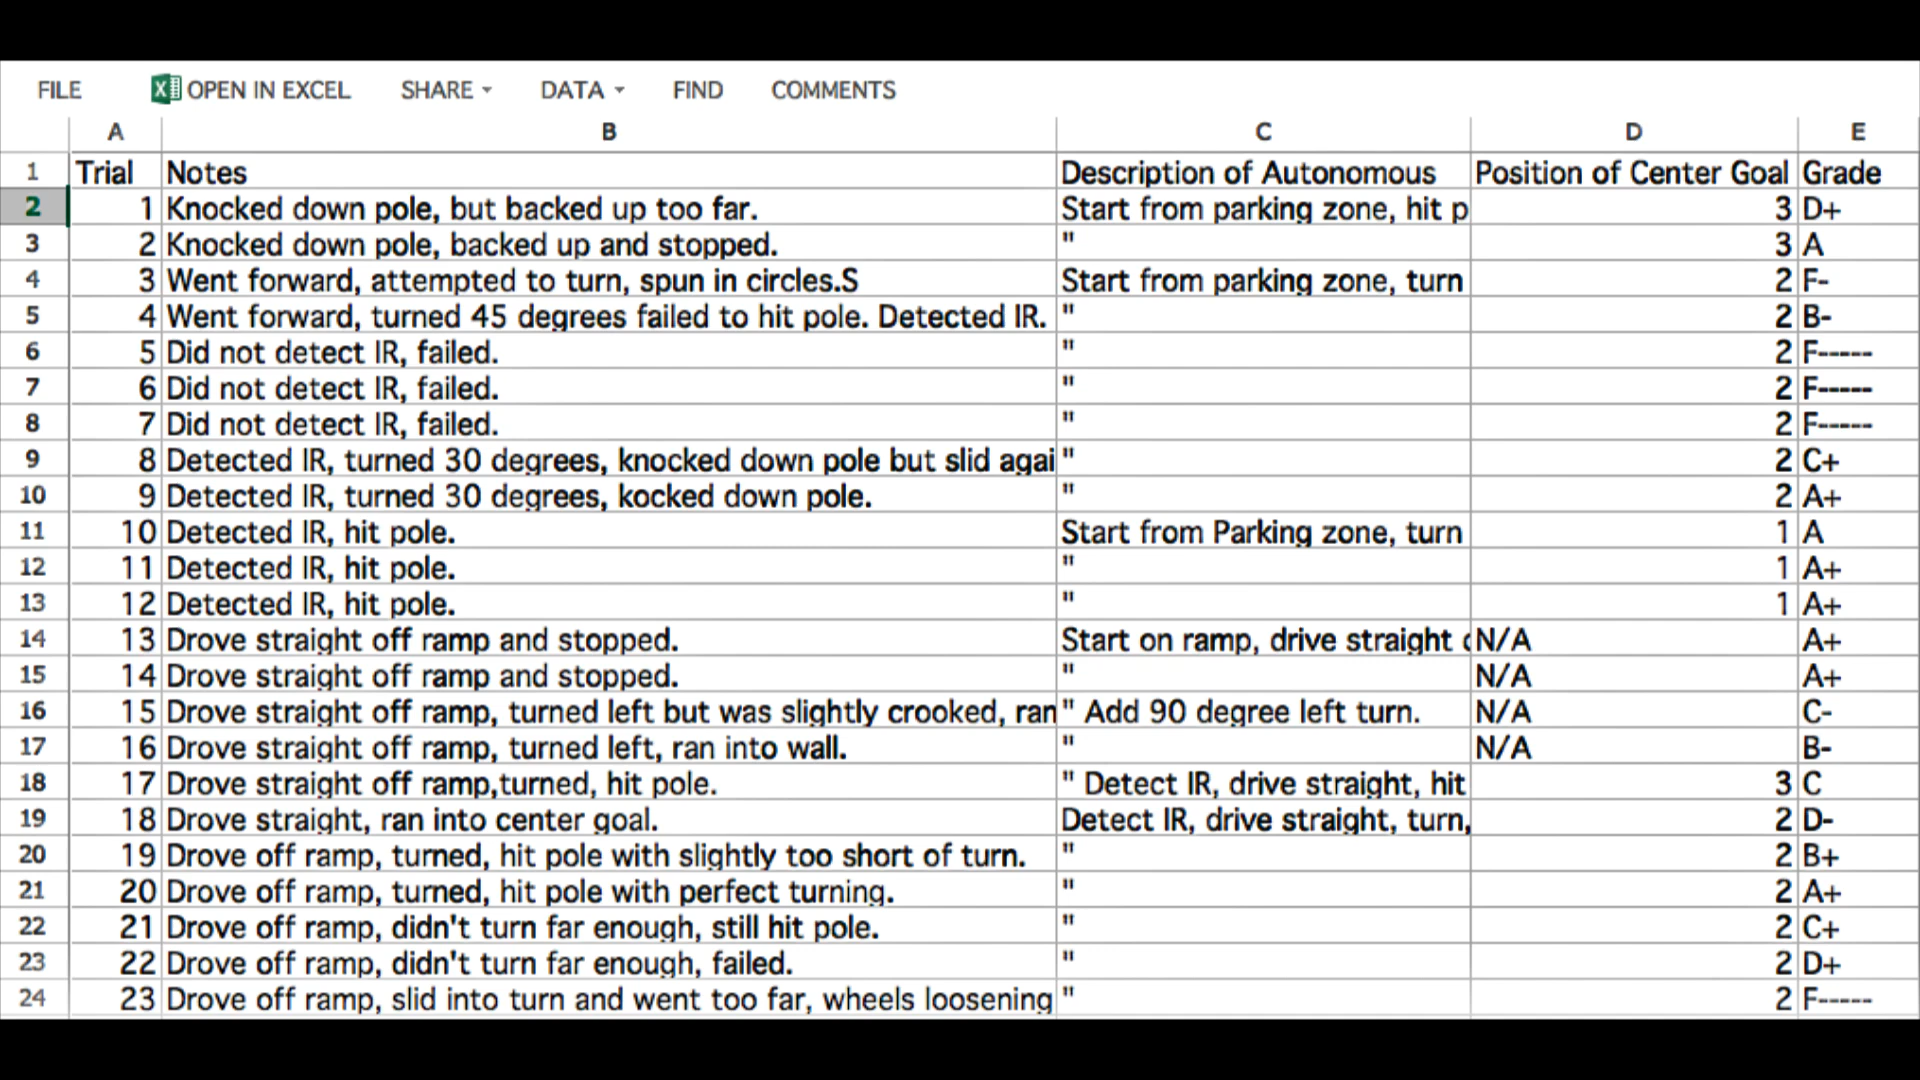 FILE OPEN IN EXCEL SHARE DATA FIND COMMENTS
A B C D E
1 Trial Notes Description of Autonomous Position of Center Goal Grade
2 1 Knocked down pole, but backed up too far. Start from parking zone, hit p 3 D+
3 2 Knocked down pole, backed up and stopped. " 3 A
4 3 Went forward, attempted to turn, spun in circles.S Start from parking zone, turn 2 F-
5 4 Went forward, turned 45 degrees failed to hit pole. Detected IR. " 2 B-
6 5 Did not detect IR, failed. " 2 F-----
7 6 Did not detect IR, failed. " 2 F-----
8 7 Did not detect IR, failed. " 2 F-----
9 8 Detected IR, turned 30 degrees, knocked down pole but slid agai " 2 C+
10 9 Detected IR, turned 30 degrees, kocked down pole. " 2 A+
11 10 Detected IR, hit pole. Start from Parking zone, turn 1 A
12 11 Detected IR, hit pole. " 1 A+
13 12 Detected IR, hit pole. " 1 A+
14 13 Drove straight off ramp and stopped. Start on ramp, drive straight N/A A+
15 14 Drove straight off ramp and stopped. " N/A A+
16 15 Drove straight off ramp, turned left but was slightly crooked, ran " Add 90 degree left turn. N/A C-
17 16 Drove straight off ramp, turned left, ran into wall. " N/A B-
18 17 Drove straight off ramp,turned, hit pole. " Detect IR, drive straight, hit 3 C
19 18 Drove straight, ran into center goal. Detect IR, drive straight, turn, 2 D-
20 19 Drove off ramp, turned, hit pole with slightly too short of turn. " 2 B+
21 20 Drove off ramp, turned, hit pole with perfect turning. " 2 A+
22 21 Drove off ramp, didn't turn far enough, still hit pole. " 2 C+
23 22 Drove off ramp, didn't turn far enough, failed. " 2 D+
24 23 Drove off ramp, slid into turn and went too far, wheels loosening " 2 F-----